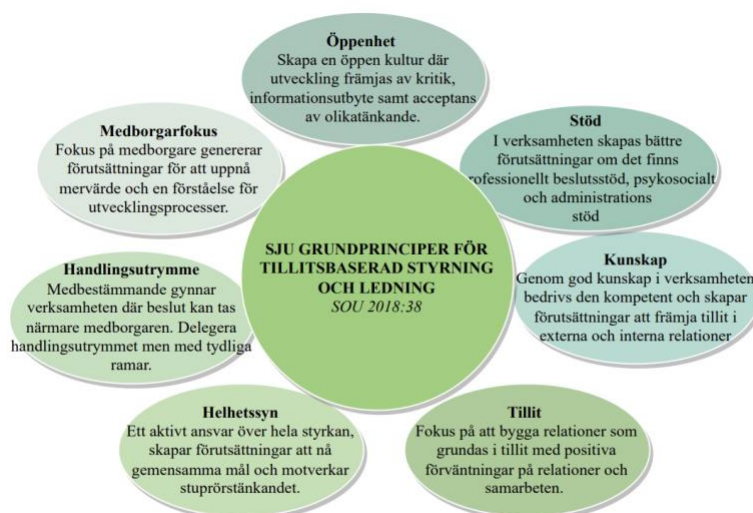 Öppenhet
Skapa en öppen kultur där
utveckling främjas av kritik,
informationsutbyte samt acceptans
av olikatänkande.
Stöd
I verksamheten skapas bättre
förutsättningar om det finns
rofessionellt beslutsstöd, psykosocialt
och administrations
stöd
Kunskap
Genom god kunskap i verksamheten
bedrivs den kompetent och skapar
förutsättningar att främja tillit i
externa och interna relationer
Tillit
Fokus på att bygga relationer som
grundas i tillit med positiva
förväntningar på relationer och
samarbeten.
Helhetssyn
Ett aktivt ansvar över hela styrkan,
skapar förutsättningar att nå
gemensamma mål och motverkar
stuprörstänkandet.
Handlingsutrymme
Medbestämmande gynnar
verksamheten där beslut kan tas
närmare medborgaren. Delegera
handlingsutrymmet men med tydliga
ramar.
Medborgarfokus
Fokus på medborgare genererar
förutsättningar för att uppnå
mervärde och en förståelse för
utvecklingsprocesser.
SJU GRUNDPRINCIPER FÖR
TILLITSBASERAD STYRNING
OCH LEDNING
SOU 2018:38